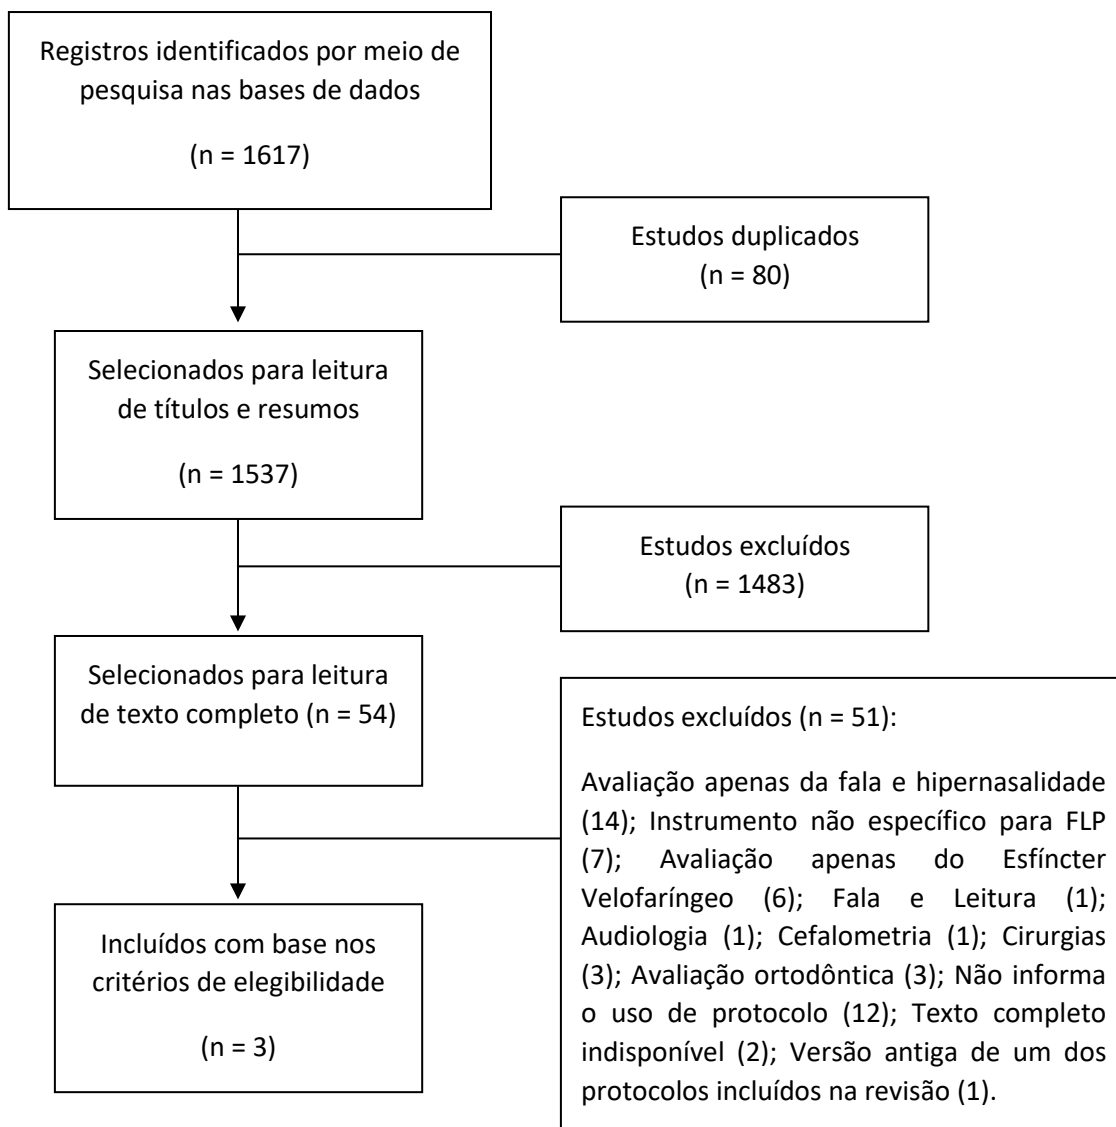 Registros identificados por meio de
pesquisa nas bases de dados
(n = 1617)
Estudos duplicados
(n = 80)
Selecionados para leitura
de títulos e resumos
(n = 1537)
Estudos excluídos
(n = 1483)
Selecionados para leitura
de texto completo (n = 54)
Estudos excluídos (n = 51):
Avaliação apenas da fala e hipernasalidade
(14); Instrumento não específico para FLP
(7); Avaliação apenas do Esfíncter
Velofaríngeo (6); Fala e Leitura (1);
Audiologia (1); Cefalometria (1); Cirurgias
(3); Avaliação ortodôntica (3); Não informa
o uso de protocolo (12); Texto completo
indisponível (2); Versão antiga de um dos
protocolos incluídos na revisão (1).
Incluídos com base nos
critérios de elegibilidade
(n = 3)